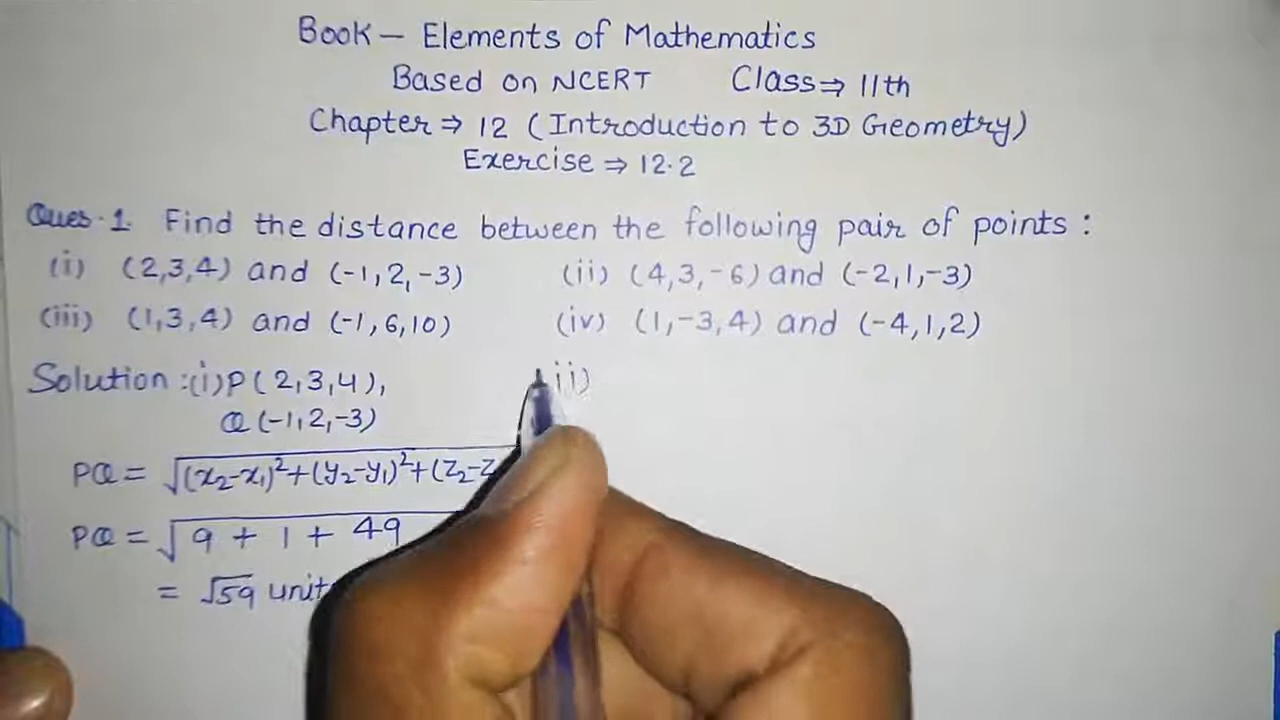 Book — Elements of Mathematics
Based on NCERT Class ⇒ 11th
Chapter ⇒ 12 (Introduction to 3D Geometry)
Exercise ⇒ 12.2
Ques.1. Find the distance between the following pair of points :
(i) (2,3,4) and (-1,2,-3) (ii) (4,3,-6) and (-2,1,-3)
(iii) (1,3,4) and (-1,6,10) (iv) (1,-3,4) and (-4,1,2)
Solution :(i) P(2,3,4), ii)
Q(-1,2,-3)
PQ = √(x₂-x₁)²+(y₂-y₁)²+(z₂-z
PQ = √9 + 1 + 49
= √59 unit